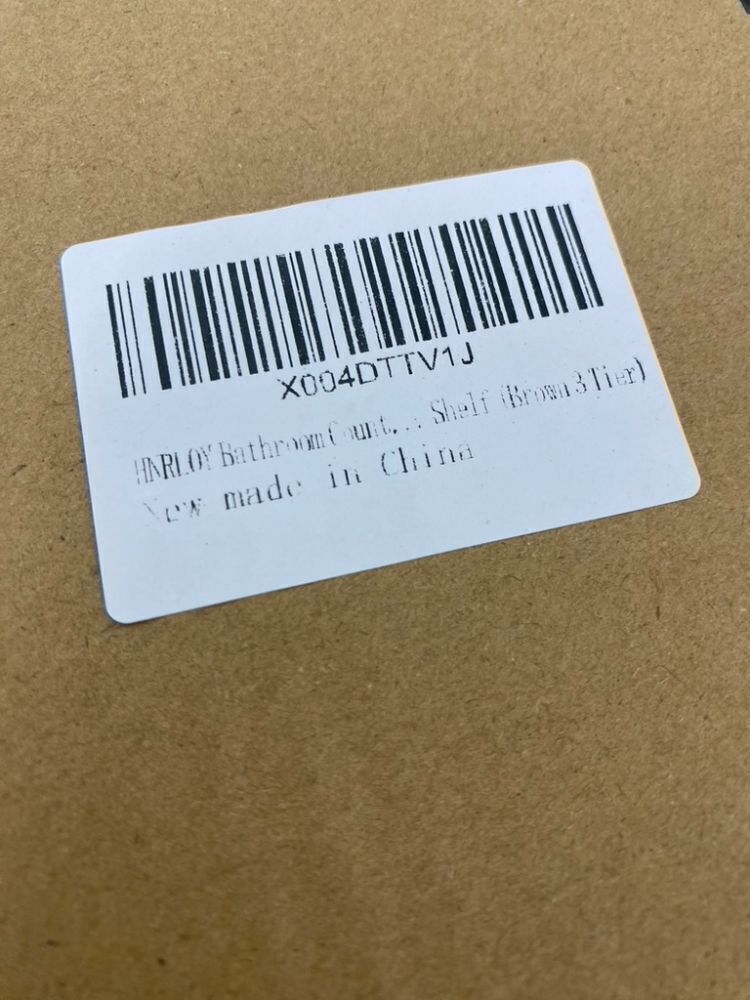 X004DTTV1J
HNRLOY Bathroom Count... Shelf (Brown 3 Tier)
New made in China